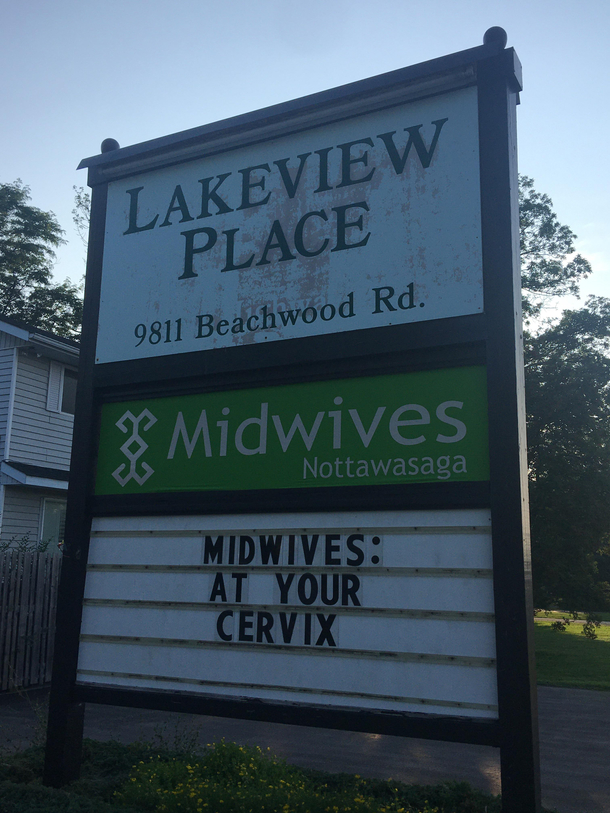 LAKEVIEW
PLACE
9811 Beachwood Rd.
Midwives
Nottawasaga
MIDWIVES:
AT YOUR
CERVIX